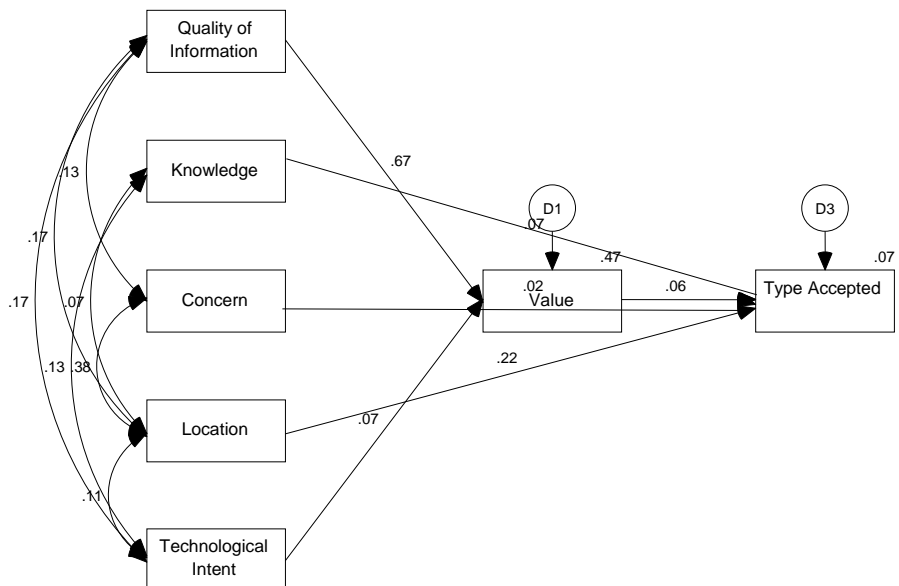 Quality of
Information
.67
Knowledge
.13
D1
D3
.07
.17
.47
.07
Concern
.02
Value
.06
Type Accepted
.17
.07
.22
.13
.38
Location
.07
.11
Technological
Intent